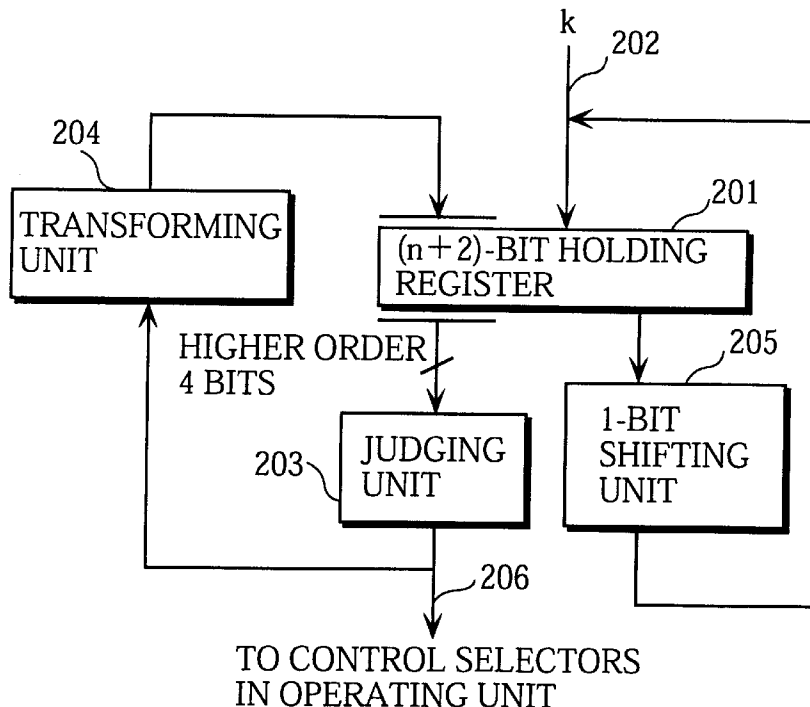 k
202
204
201
TRANSFORMING
UNIT
(n+2)-BIT HOLDING
REGISTER
HIGHER ORDER
4 BITS
205
203
JUDGING
UNIT
1-BIT
SHIFTING
UNIT
206
TO CONTROL SELECTORS
IN OPERATING UNIT